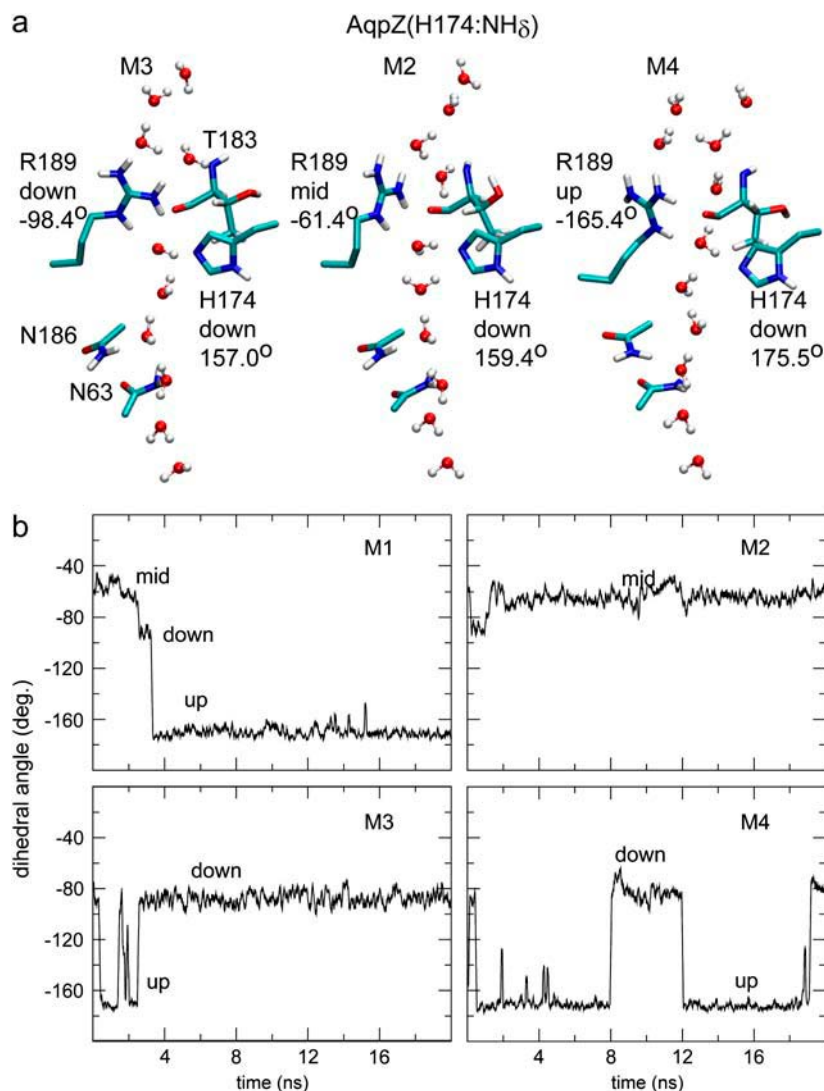 a
AqpZ(H174:NHδ)
M3
M2
M4
T183
R189
down
-98.4°
R189
mid
-61.4°
R189
up
-165.4°
N186
N63
H174
down
157.0°
H174
down
159.4°
H174
down
175.5°
b
dihedral angle (deg.)
M1
mid
down
up
-40
-80
-120
-160
M2
mid
M3
down
up
-40
-80
-120
-160
4 8 12 16
time (ns)
M4
down
up
4 8 12 16
time (ns)